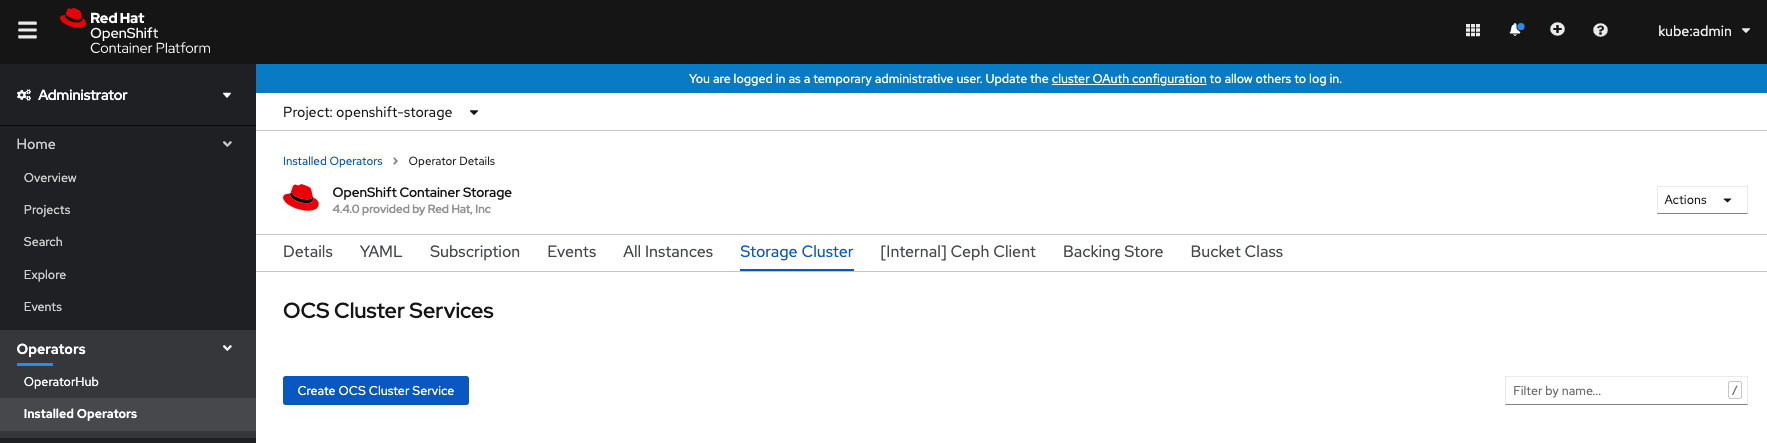 Red Hat
OpenShift
Container Platform
kube:admin
You are logged in as a temporary administrative user. Update the cluster OAuth configuration to allow others to log in.
Administrator
Project: openshift-storage
Home
Overview
Projects
Search
Explore
Events
Operators
OperatorHub
Installed Operators
Installed Operators > Operator Details
OpenShift Container Storage
4.4.0 provided by Red Hat, Inc
Actions
Details YAML Subscription Events All Instances Storage Cluster [Internal] Ceph Client Backing Store Bucket Class
OCS Cluster Services
Create OCS Cluster Service
Filter by name... /